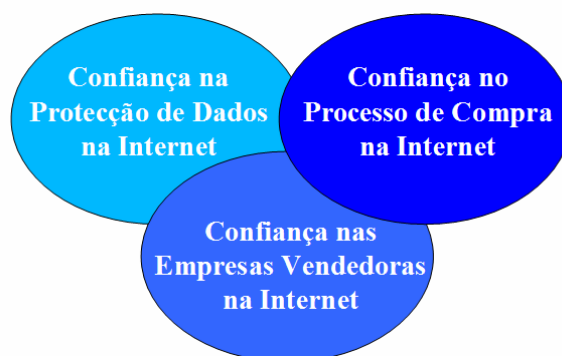 Confiança na
Protecção de Dados
na Internet
Confiança no
Processo de Compra
na Internet
Confiança nas
Empresas Vendedoras
na Internet